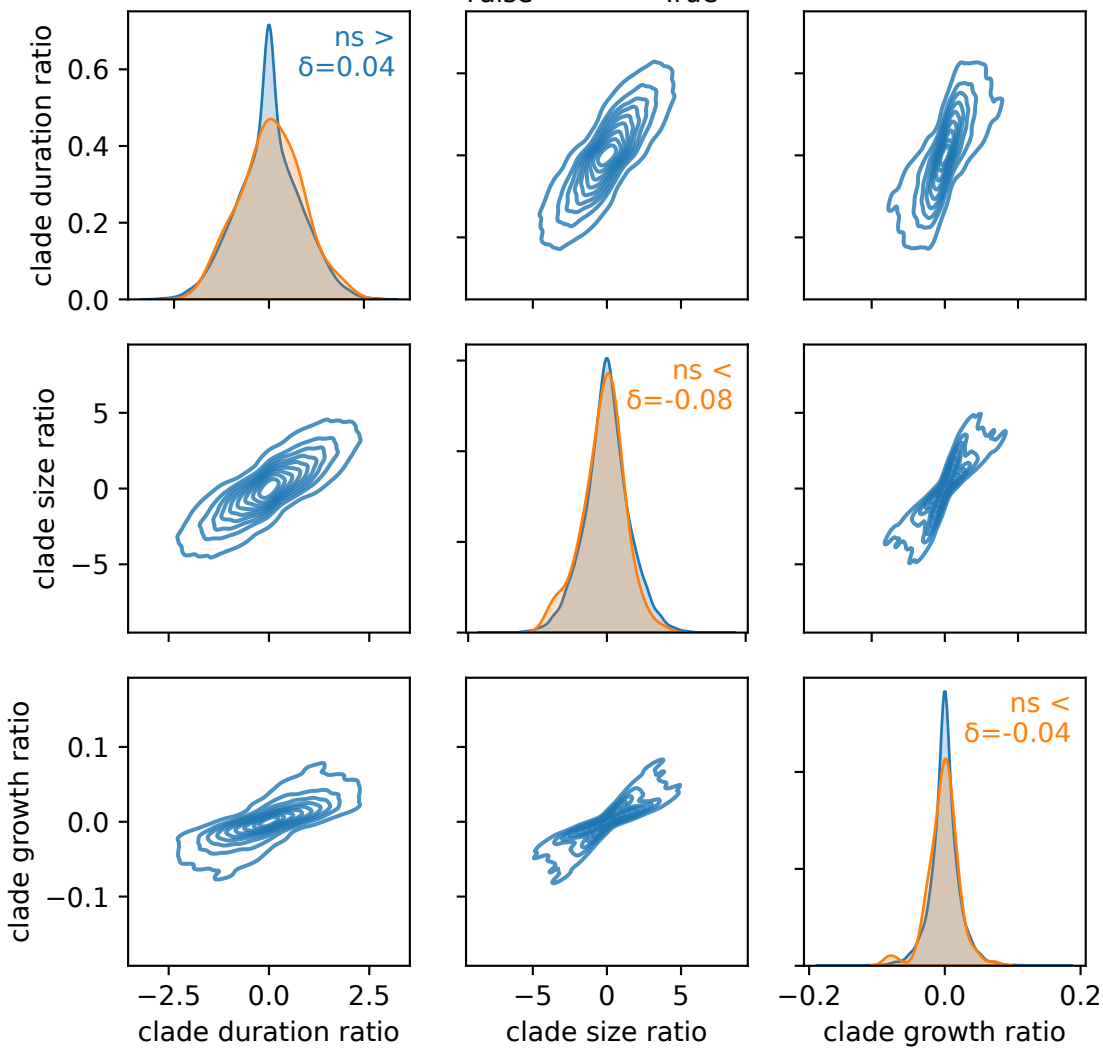 ns >
δ=0.04
clade duration ratio
0.6
0.4
0.2
0.0
ns <
δ=-0.08
clade size ratio
5
0
−5
−5
0
5
ns <
δ=-0.04
clade growth ratio
0.1
0.0
−0.1
−2.5
0.0
2.5
clade duration ratio
−5
0
5
clade size ratio
−0.2
0.0
0.2
clade growth ratio